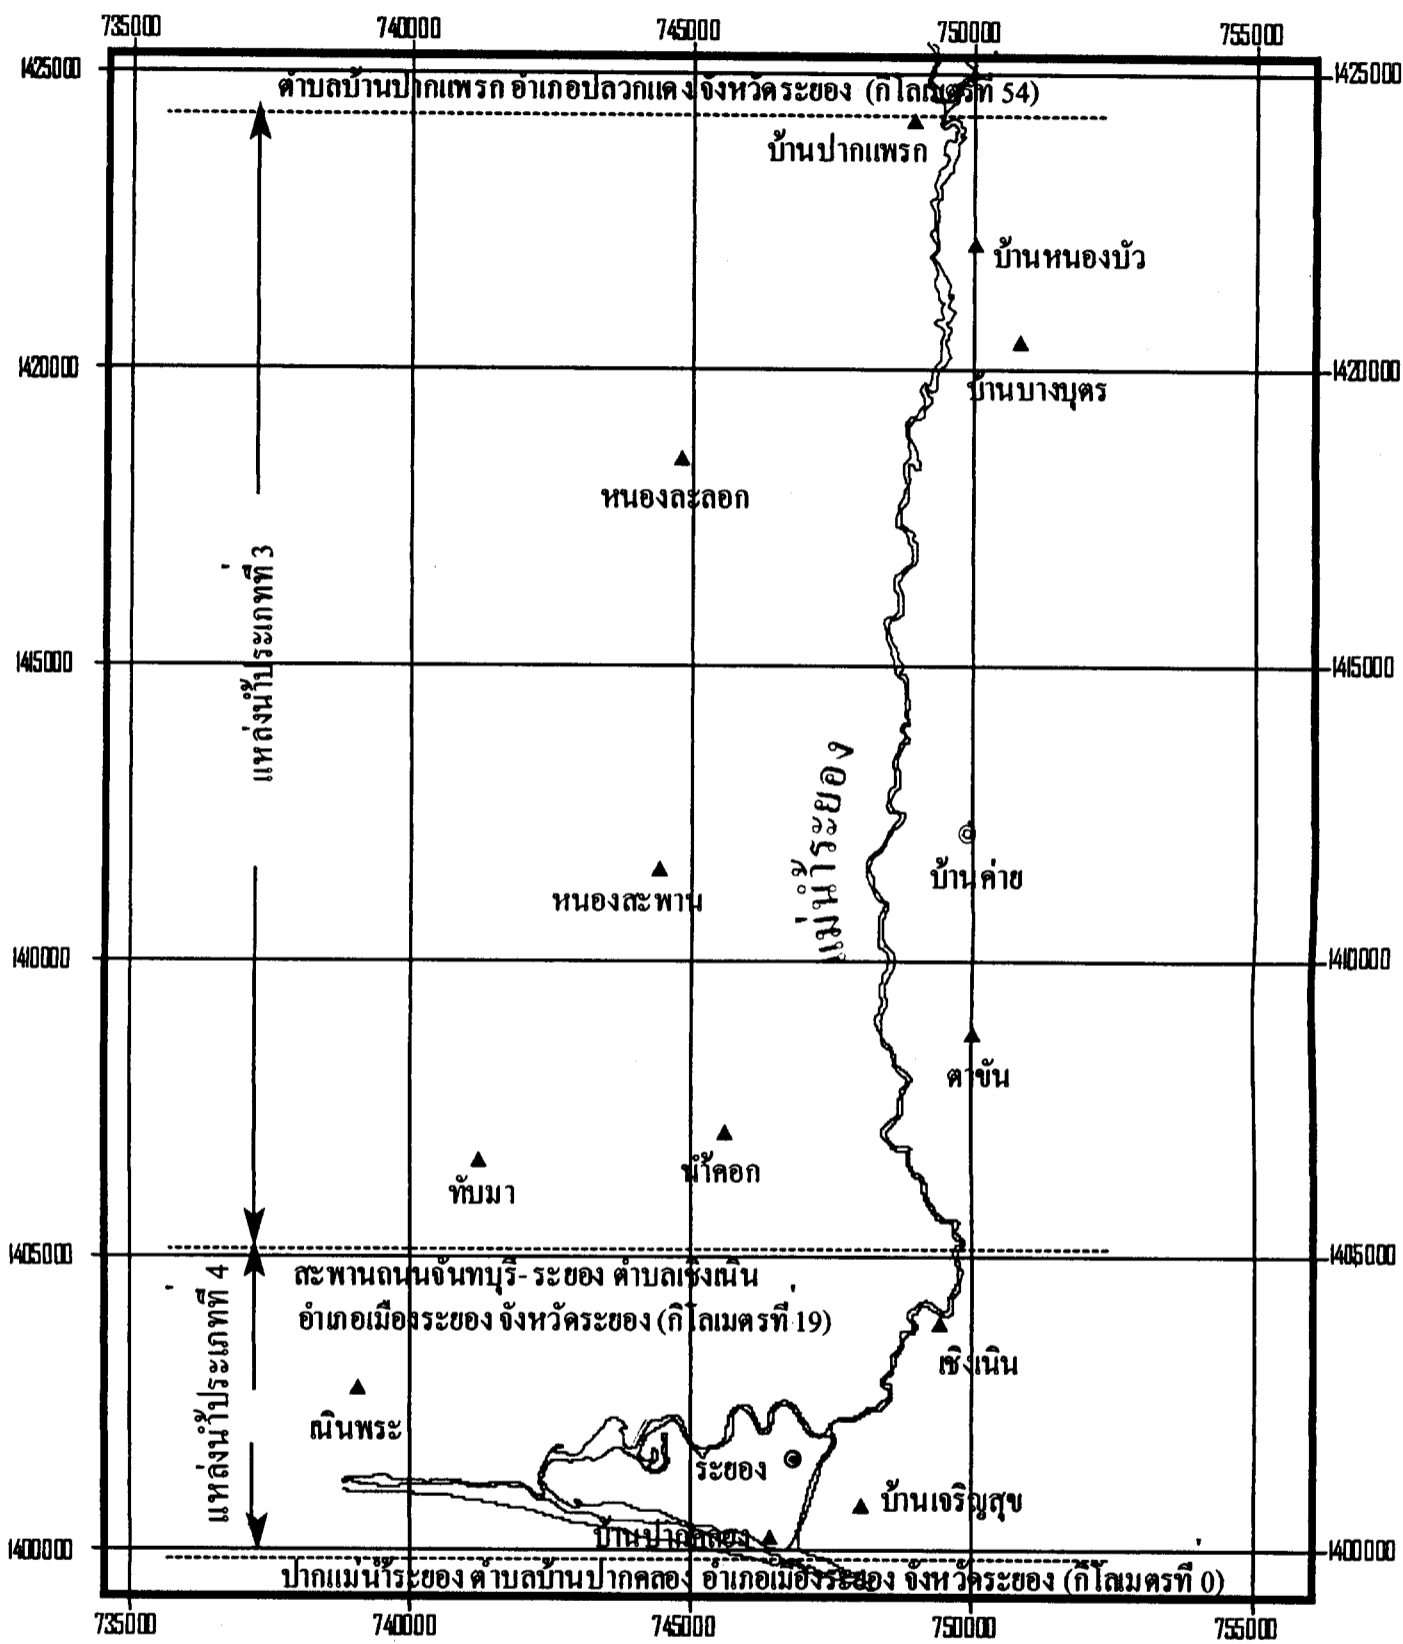 735000 740000 745000 750000 755000
1425000 1425000
ตำบลบ้านปากแพรก อำเภอปลวกแดง จังหวัดระยอง (กิโลเมตรที่ 54)
บ้านปากแพรก
บ้านหนองบัว
1420000 1420000
บ้านบางบุตร
หนองละลอก
แหล่งน้ำประเภทที่ 3
1415000 1415000
แม่น้ำระยอง
บ้านค่าย
หนองสะพาน
1410000 1410000
ตาขัน
น้ำคอก
ทับมา
1405000 1405000
สะพานถนนจันทบุรี-ระยอง ตำบลเชิงเนิน
อำเภอเมืองระยอง จังหวัดระยอง (กิโลเมตรที่ 19)
แหล่งน้ำประเภทที่ 4
เชิงเนิน
เนินพระ
ระยอง
บ้านเจริญสุข
บ้านปากคลอง
1400000 1400000
ปากแม่น้ำระยอง ตำบลบ้านปากคลอง อำเภอเมืองระยอง จังหวัดระยอง (กิโลเมตรที่ 0)
735000 740000 745000 750000 755000